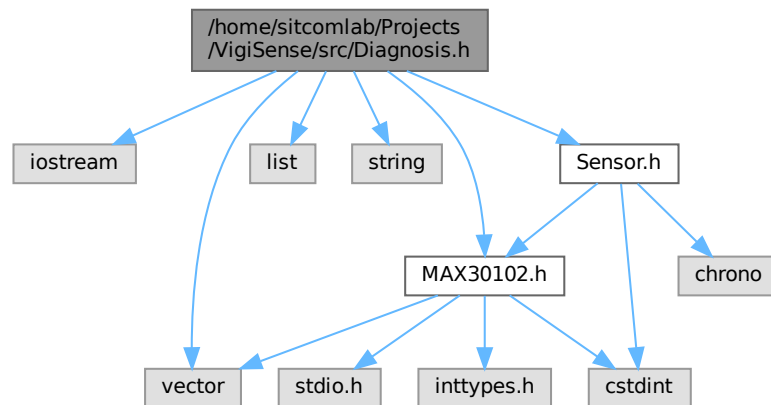 /home/sitcomlab/Projects
/VigiSense/src/Diagnosis.h
iostream
list
string
Sensor.h
MAX30102.h
chrono
vector
stdio.h
inttypes.h
cstdint